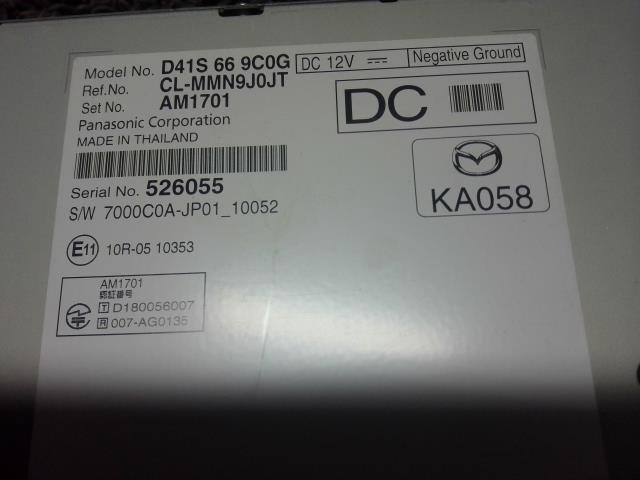 Model No. D41S 66 9C0G
DC 12V ⎓ Negative Ground
Ref.No. CL-MMN9J0JT
Set No. AM1701
Panasonic Corporation
MADE IN THAILAND
DC
Serial No. 526055
KA058
S/W 7000C0A-JP01_10052
E11 10R-05 10353
AM1701
認証番号
T D180056007
R 007-AG0135